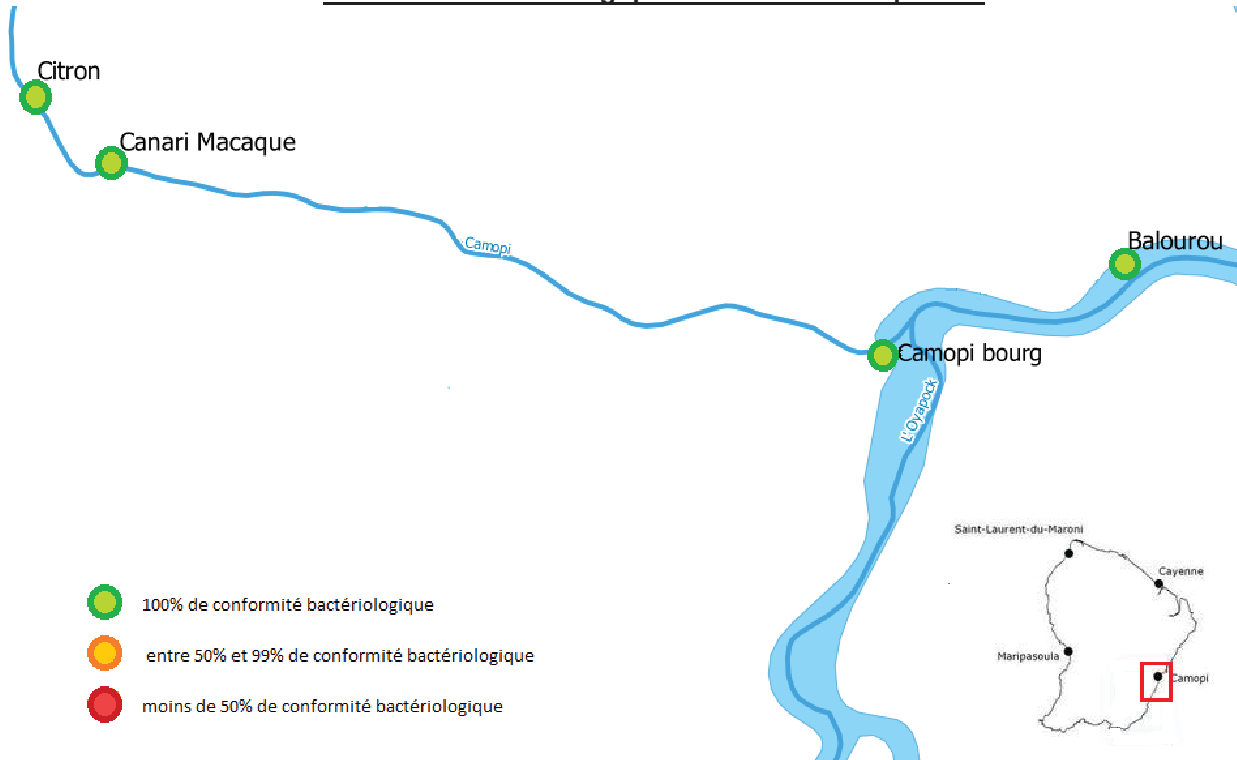 Citron
Canari Macaque
Camopi
Balourou
Camopi bourg
L'Oyapock
Saint-Laurent-du-Maroni
Cayenne
Maripasoula
Camopi
100% de conformité bactériologique
entre 50% et 99% de conformité bactériologique
moins de 50% de conformité bactériologique